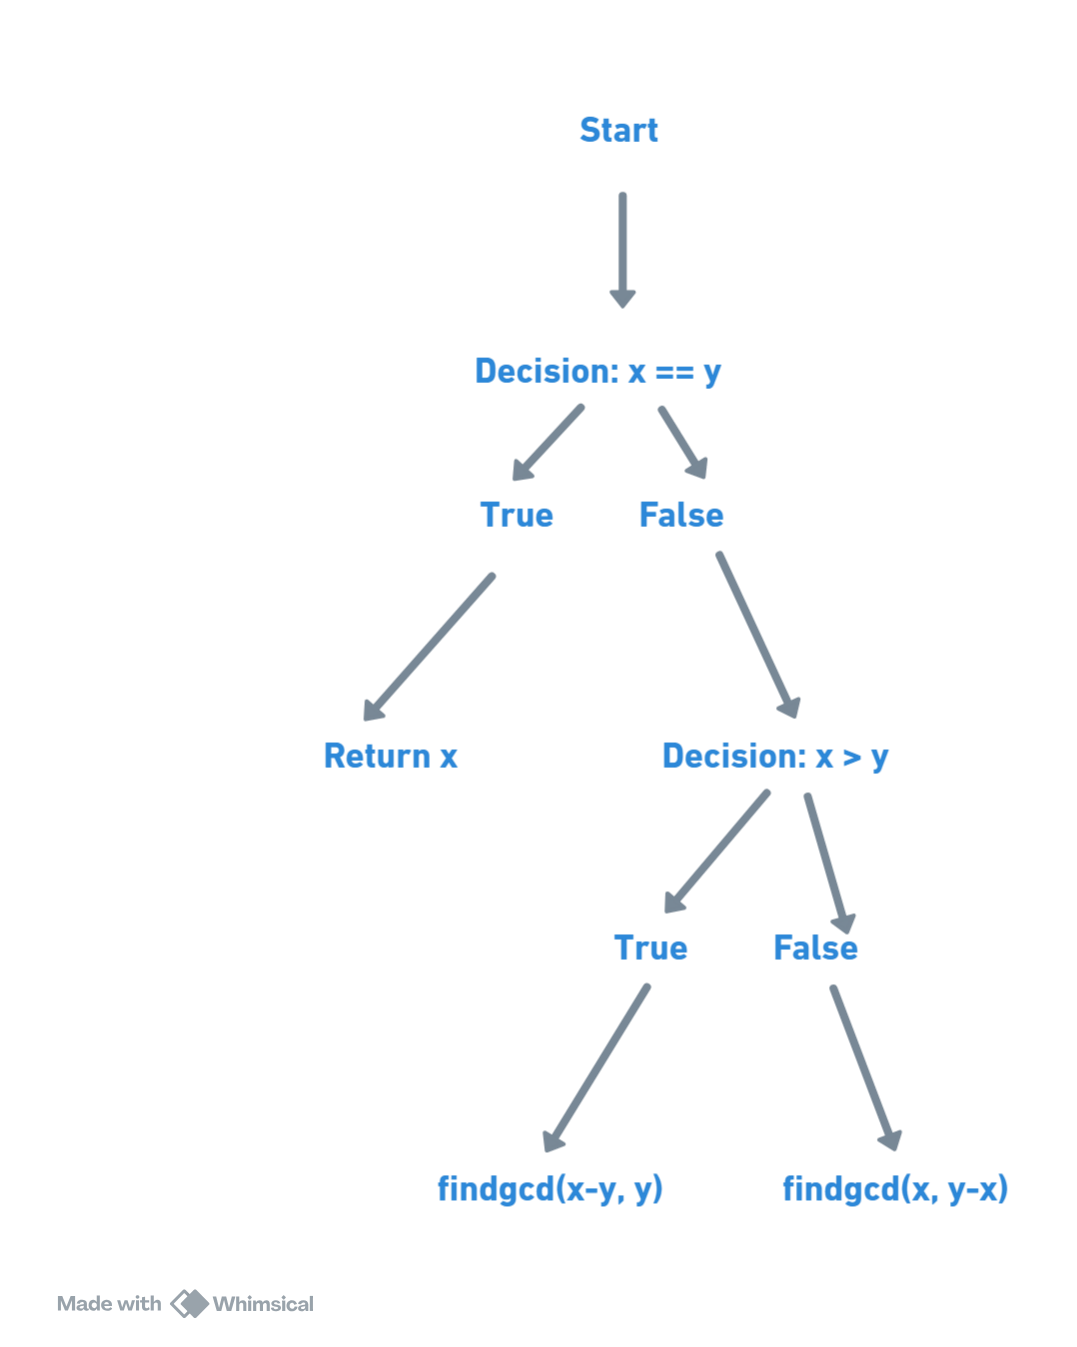 Start
Decision: x == y
True
False
Return x
Decision: x > y
True
False
findgcd(x-y, y)
findgcd(x, y-x)
Made with Whimsical